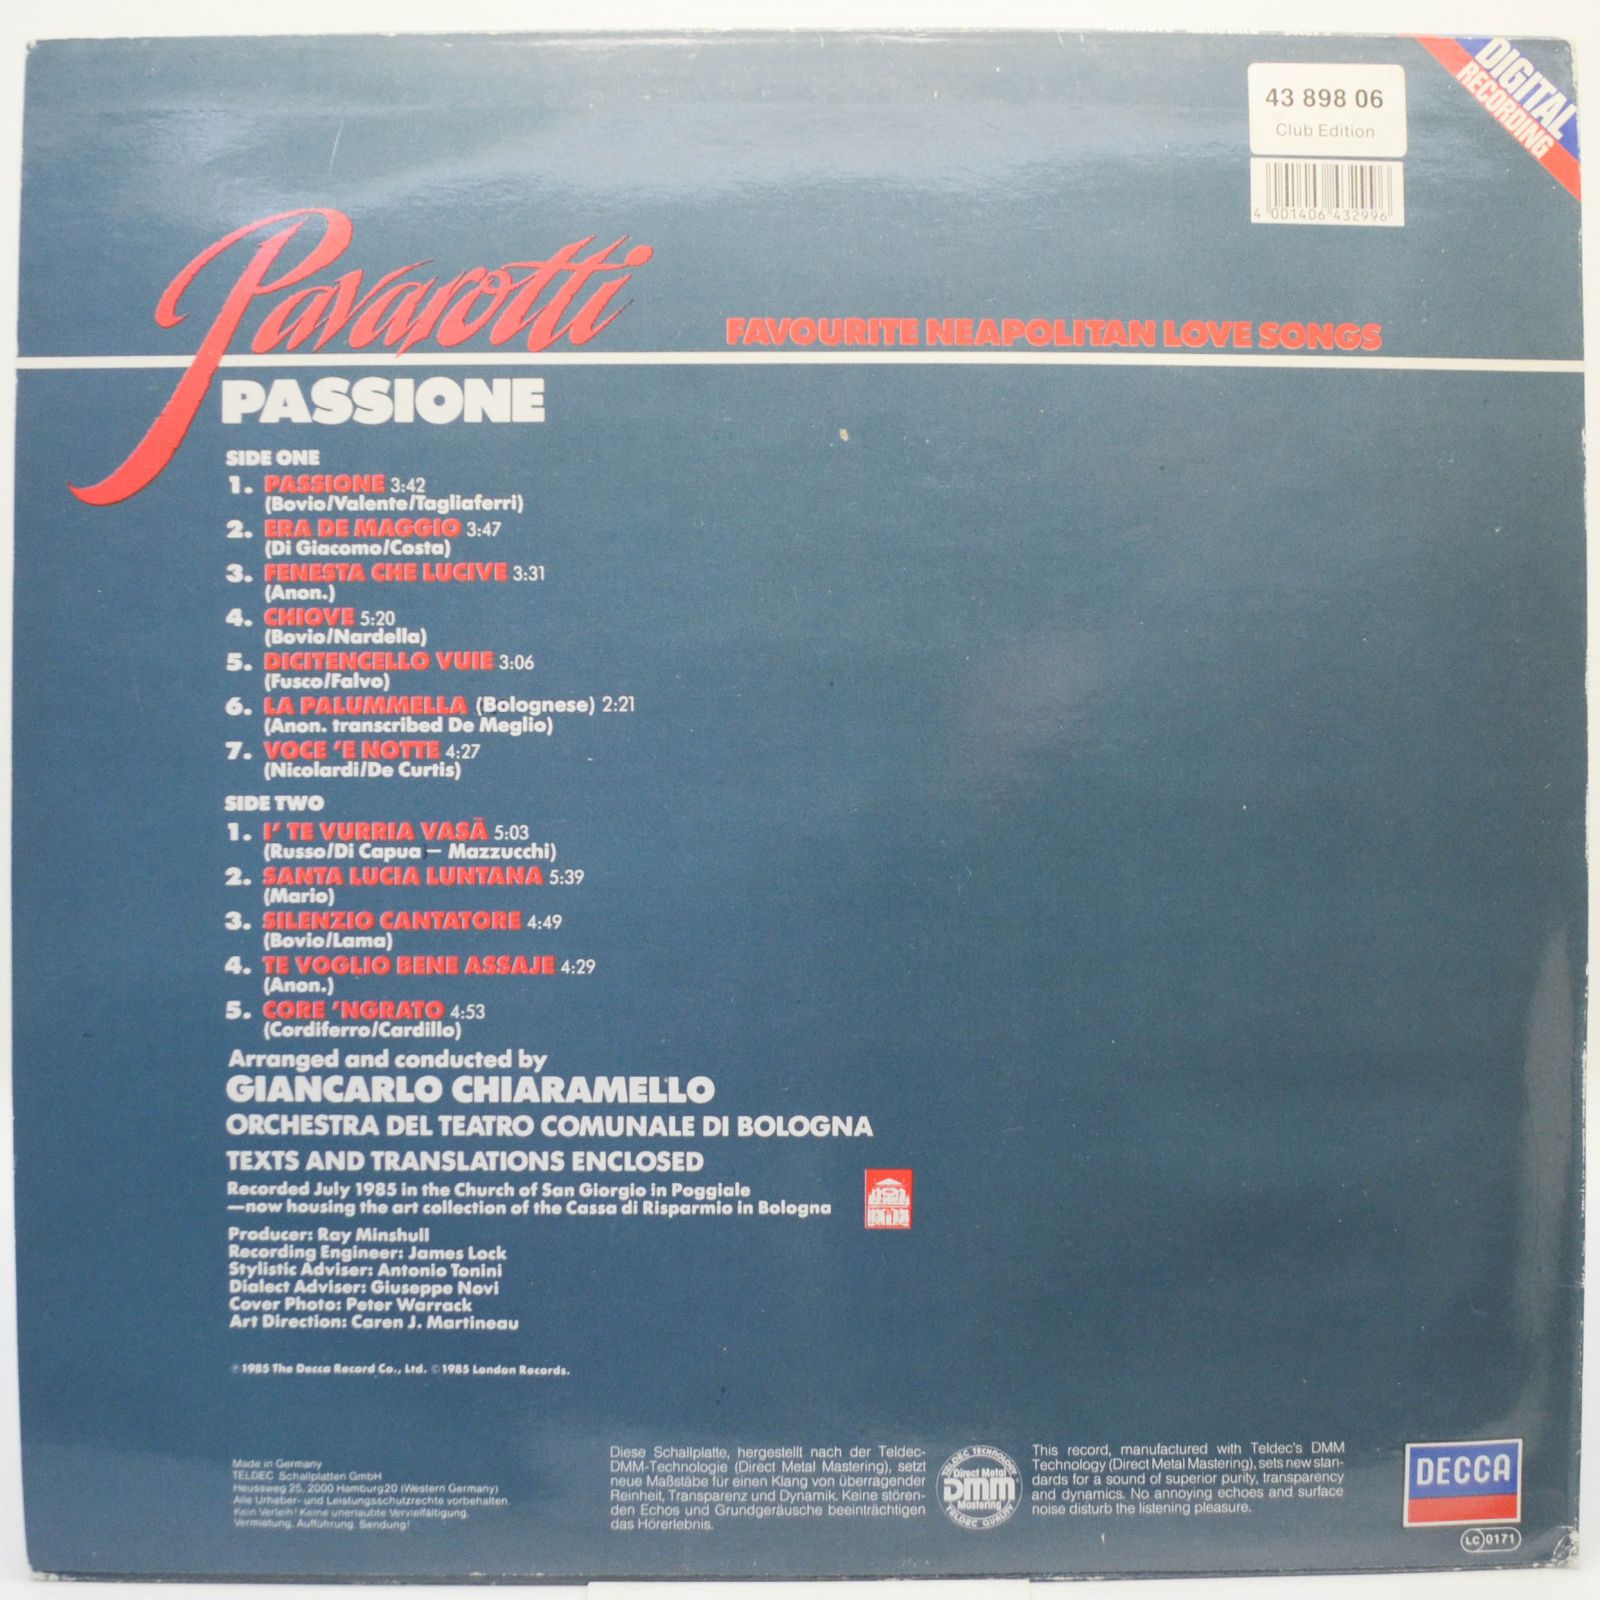 DIGITAL
RECORDING
43 898 06
Club Edition
4 001406 432996
Pavarotti
FAVOURITE NEAPOLITAN LOVE SONGS
PASSIONE
SIDE ONE
1. PASSIONE 3:42
(Bovio/Valente/Tagliaferri)
2. ERA DE MAGGIO 3:47
(Di Giacomo/Costa)
3. FENESTA CHE LUCIVE 3:31
(Anon.)
4. CHIOVE 5:20
(Bovio/Nardella)
5. DICITENCELLO VUIE 3:06
(Fusco/Falvo)
6. LA PALUMMELLA (Bolognese) 2:21
(Anon. transcribed De Meglio)
7. VOCE 'E NOTTE 4:27
(Nicolardi/De Curtis)
SIDE TWO
1. I' TE VURRIA VASÀ 5:03
(Russo/Di Capua – Mazzucchi)
2. SANTA LUCIA LUNTANA 5:39
(Mario)
3. SILENZIO CANTATORE 4:49
(Bovio/Lama)
4. TE VOGLIO BENE ASSAJE 4:29
(Anon.)
5. CORE 'NGRATO 4:53
(Cordiferro/Cardillo)
Arranged and conducted by
GIANCARLO CHIARAMELLO
ORCHESTRA DEL TEATRO COMUNALE DI BOLOGNA
TEXTS AND TRANSLATIONS ENCLOSED
Recorded July 1985 in the Church of San Giorgio in Poggiale
—now housing the art collection of the Cassa di Risparmio in Bologna
Producer: Ray Minshull
Recording Engineer: James Lock
Stylistic Adviser: Antonio Tonini
Dialect Adviser: Giuseppe Novi
Cover Photo: Peter Warrack
Art Direction: Caren J. Martineau
℗ 1985 The Decca Record Co., Ltd. © 1985 London Records.
Made in Germany
TELDEC Schallplatten GmbH
Heussweg 25, 2000 Hamburg 20 (Western Germany)
Alle Urheber- und Leistungsschutzrechte vorbehalten.
Kein Verleih! Keine unerlaubte Vervielfältigung,
Vermietung, Aufführung, Sendung!
Diese Schallplatte, hergestellt nach der Teldec-
DMM-Technologie (Direct Metal Mastering), setzt
neue Maßstäbe für einen Klang von überragender
Reinheit, Transparenz und Dynamik. Keine stören-
den Echos und Grundgeräusche beeinträchtigen
das Hörerlebnis.
TELDEC TECHNOLOGY
Direct Metal
DMM
Mastering
TELDEC QUALITY
This record, manufactured with Teldec's DMM
Technology (Direct Metal Mastering), sets new stan-
dards for a sound of superior purity, transparency
and dynamics. No annoying echoes and surface
noise disturb the listening pleasure.
DECCA
LC 0171